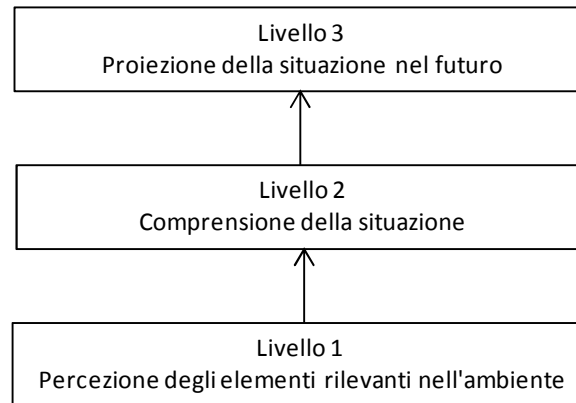 Livello 3
Proiezione della situazione nel futuro
Livello 2
Comprensione della situazione
Livello 1
Percezione degli elementi rilevanti nell'ambiente